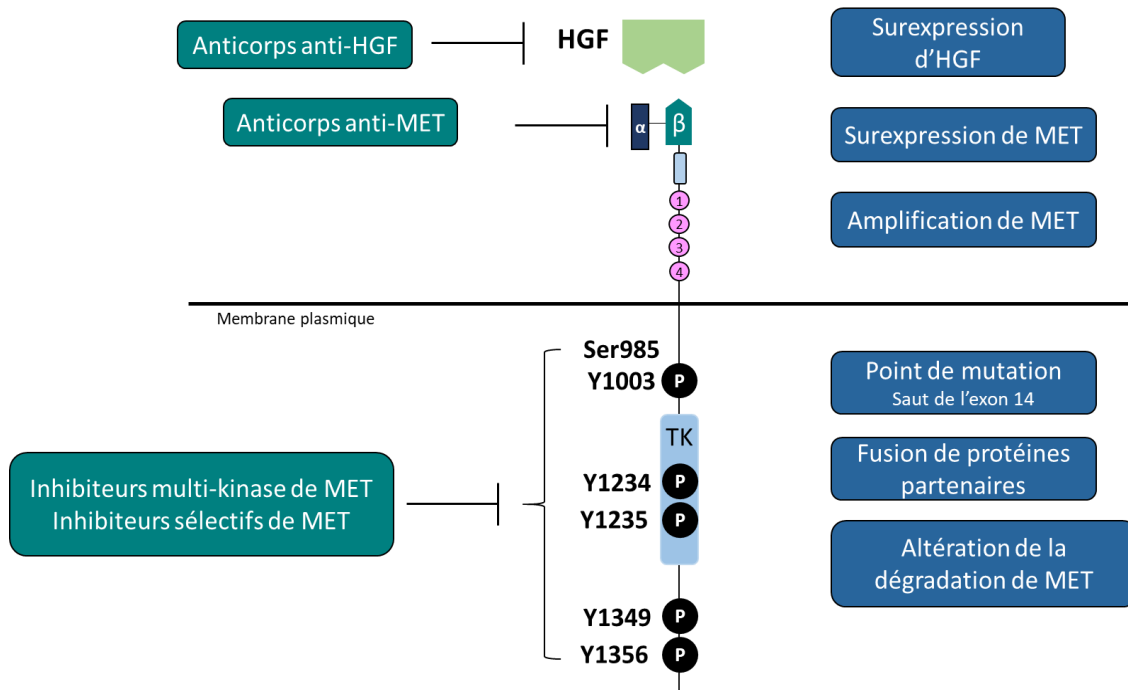 Anticorps anti-HGF
HGF
Surexpression
d'HGF
Anticorps anti-MET
α
β
Surexpression de MET
1
2
3
4
Amplification de MET
Membrane plasmique
Ser985
Y1003
P
Point de mutation
Saut de l'exon 14
TK
Y1234
P
Y1235
P
Fusion de protéines
partenaires
Inhibiteurs multi-kinase de MET
Inhibiteurs sélectifs de MET
Altération de la
dégradation de MET
Y1349
P
Y1356
P